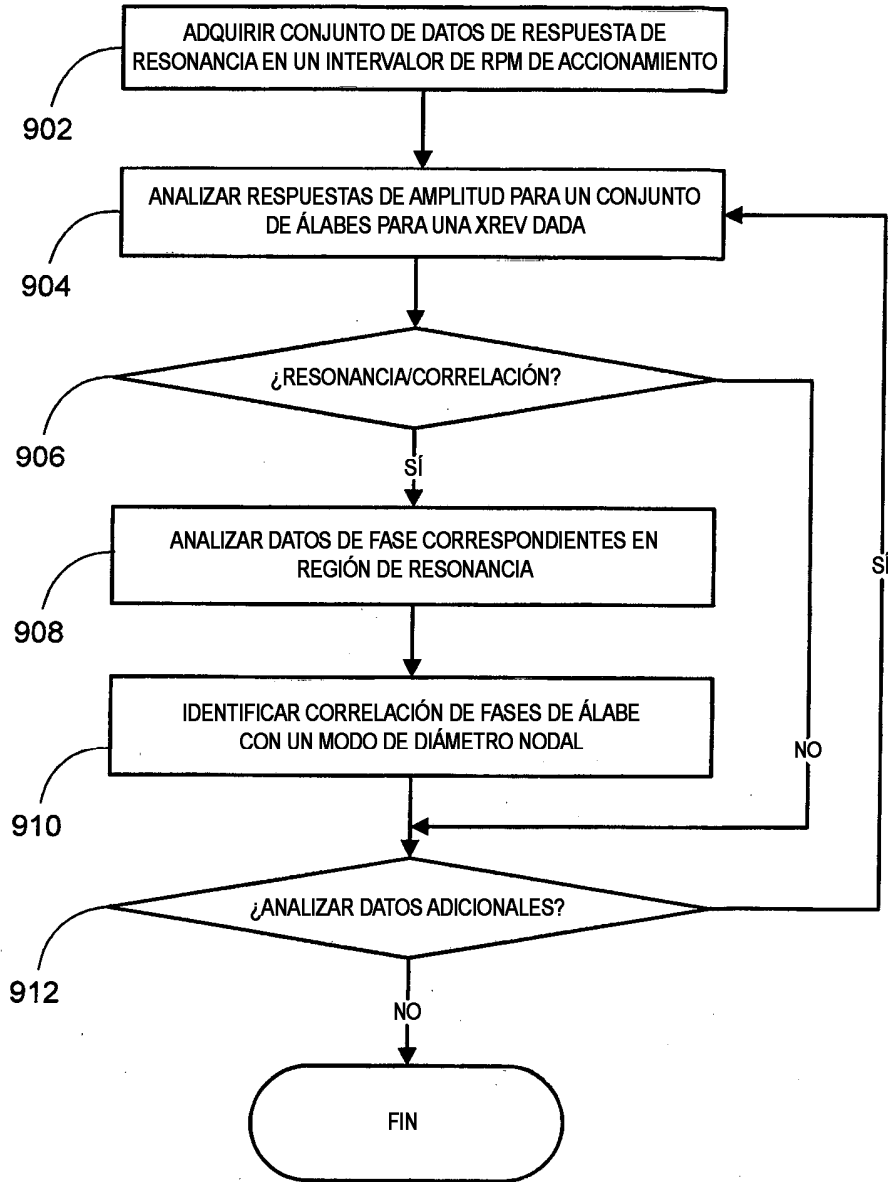 ADQUIRIR CONJUNTO DE DATOS DE RESPUESTA DE
RESONANCIA EN UN INTERVALOR DE RPM DE ACCIONAMIENTO
902
ANALIZAR RESPUESTAS DE AMPLITUD PARA UN CONJUNTO
DE ÁLABES PARA UNA XREV DADA
904
¿RESONANCIA/CORRELACIÓN?
906
SÍ
ANALIZAR DATOS DE FASE CORRESPONDIENTES EN
REGIÓN DE RESONANCIA
SÍ
908
IDENTIFICAR CORRELACIÓN DE FASES DE ÁLABE
CON UN MODO DE DIÁMETRO NODAL
NO
910
¿ANALIZAR DATOS ADICIONALES?
912
NO
FIN